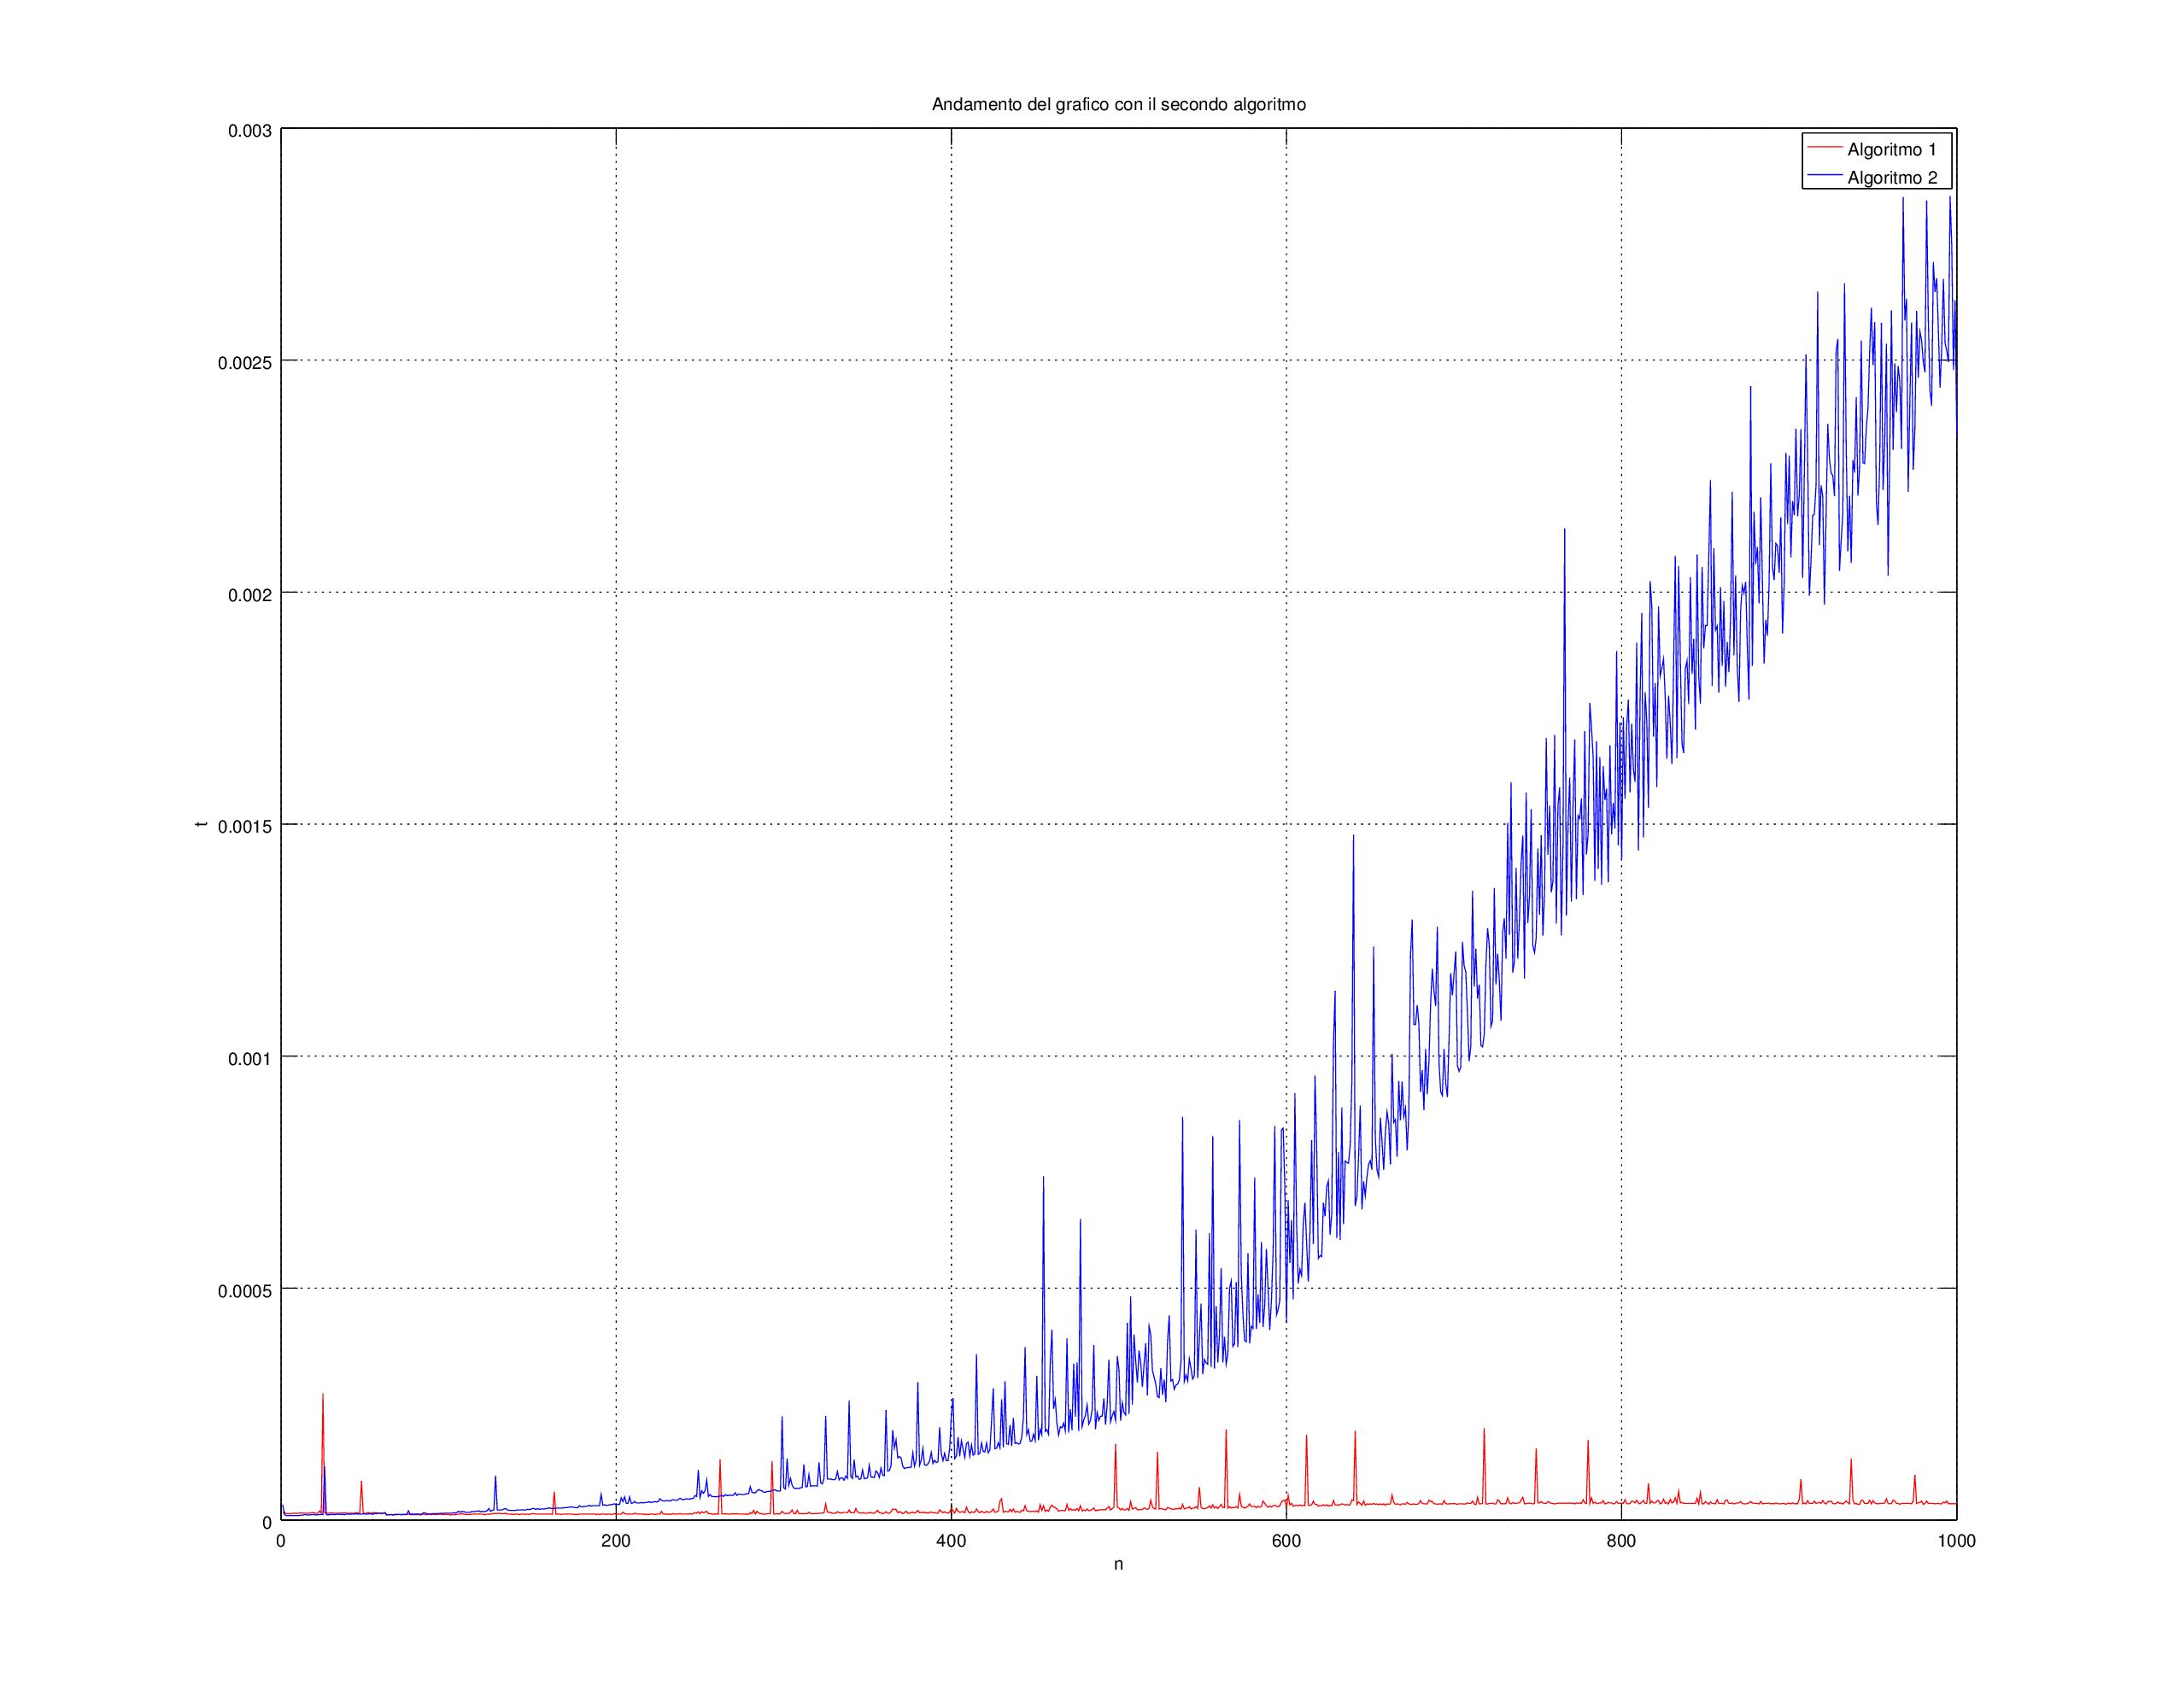 Andamento del grafico con il secondo algoritmo
Algoritmo 1
Algoritmo 2
0.003
0.0025
0.002
0.0015
0.001
0.0005
0
t
0 200 400 600 800 1000
n